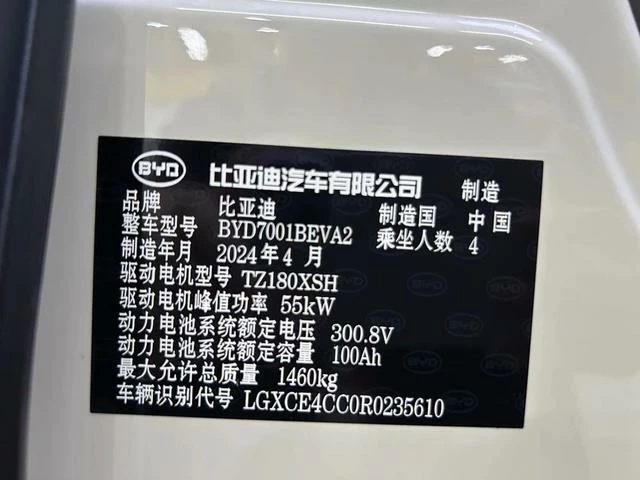 BYD 比亚迪汽车有限公司 制造
品牌 比亚迪 制造国 中国
整车型号 BYD7001BEVA2 乘坐人数 4
制造年月 2024年4月
驱动电机型号 TZ180XSH
驱动电机峰值功率 55kW
动力电池系统额定电压 300.8V
动力电池系统额定容量 100Ah
最大允许总质量 1460kg
车辆识别代号 LGXCE4CC0R0235610